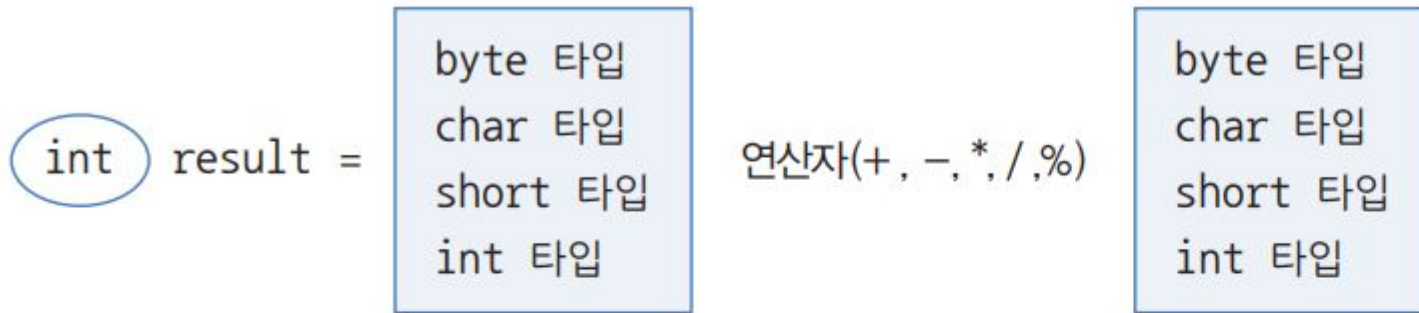 int result =
byte 타입
char 타입
short 타입
int 타입
연산자(+, -, *, / ,%)
byte 타입
char 타입
short 타입
int 타입